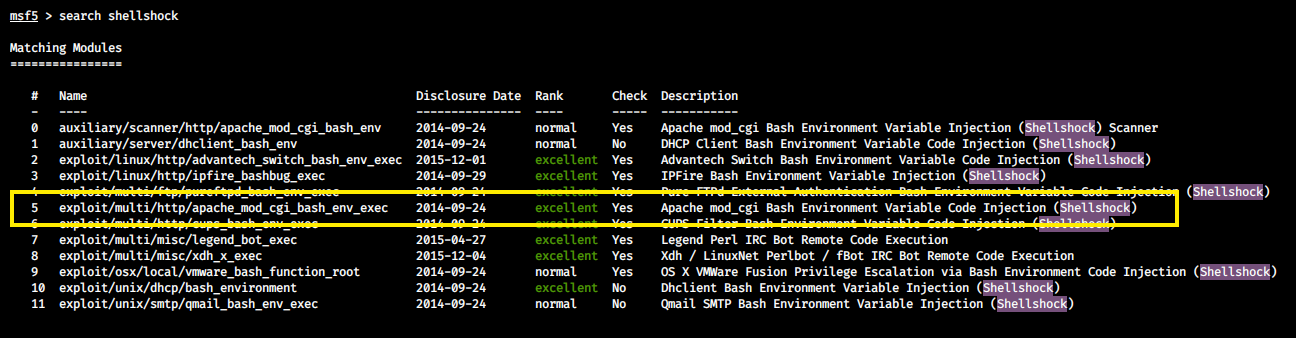 msf5 > search shellshock
Matching Modules
================
# Name Disclosure Date Rank Check Description
- ---- --------------- ---- ----- -----------
0 auxiliary/scanner/http/apache_mod_cgi_bash_env 2014-09-24 normal Yes Apache mod_cgi Bash Environment Variable Injection (Shellshock) Scanner
1 auxiliary/server/dhclient_bash_env 2014-09-24 normal No DHCP Client Bash Environment Variable Code Injection (Shellshock)
2 exploit/linux/http/advantech_switch_bash_env_exec 2015-12-01 excellent Yes Advantech Switch Bash Environment Variable Code Injection (Shellshock)
3 exploit/linux/http/ipfire_bashbug_exec 2014-09-29 excellent Yes IPFire Bash Environment Variable Injection (Shellshock)
4 exploit/multi/ftp/pureftpd_bash_env_exec 2014-09-24 excellent Yes Pure-FTPd External Authentication Bash Environment Variable Code Injection (Shellshock)
5 exploit/multi/http/apache_mod_cgi_bash_env_exec 2014-09-24 excellent Yes Apache mod_cgi Bash Environment Variable Code Injection (Shellshock)
6 exploit/multi/http/cups_bash_env_exec 2014-09-24 excellent Yes CUPS Filter Bash Environment Variable Code Injection (Shellshock)
7 exploit/multi/misc/legend_bot_exec 2015-04-27 excellent Yes Legend Perl IRC Bot Remote Code Execution
8 exploit/multi/misc/xdh_x_exec 2015-12-04 excellent Yes Xdh / LinuxNet Perlbot / fBot IRC Bot Remote Code Execution
9 exploit/osx/local/vmware_bash_function_root 2014-09-24 normal Yes OS X VMWare Fusion Privilege Escalation via Bash Environment Code Injection (Shellshock)
10 exploit/unix/dhcp/bash_environment 2014-09-24 excellent No Dhclient Bash Environment Variable Injection (Shellshock)
11 exploit/unix/smtp/qmail_bash_env_exec 2014-09-24 normal No Qmail SMTP Bash Environment Variable Injection (Shellshock)